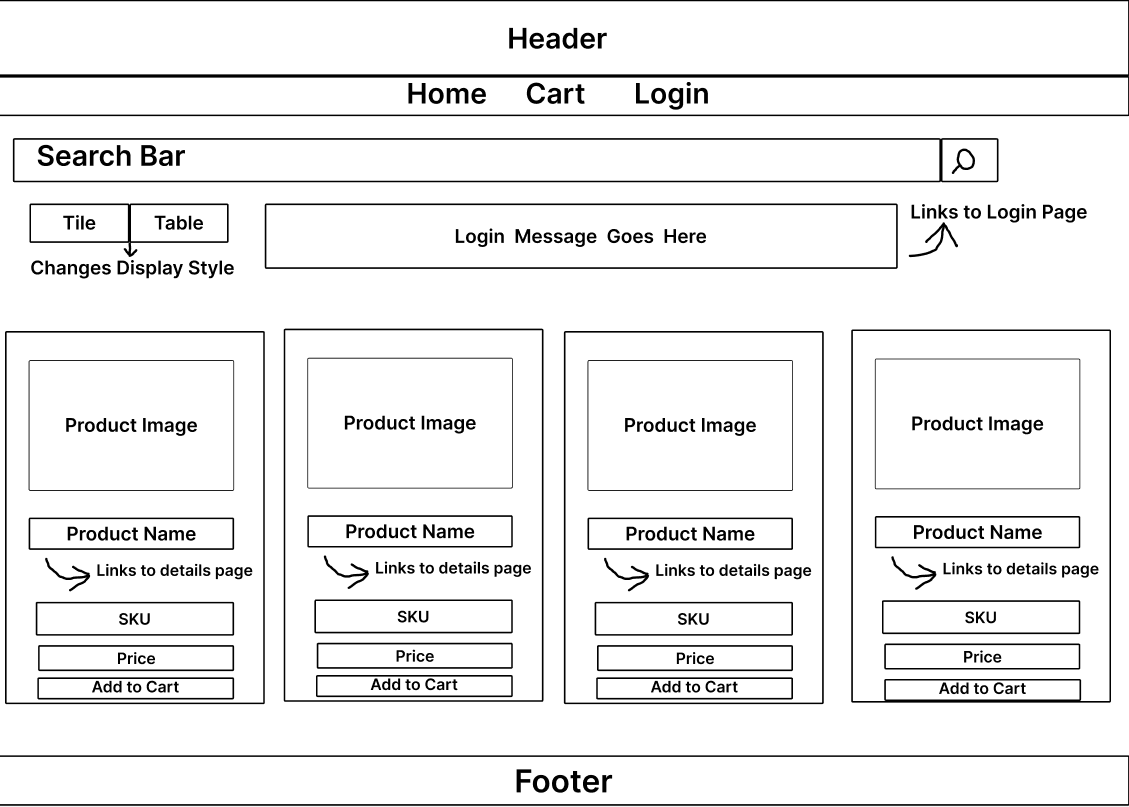 Header
Home Cart Login
Search Bar
Tile Table
Changes Display Style
Login Message Goes Here
Links to Login Page
Product Image
Product Name
Links to details page
SKU
Price
Add to Cart
Product Image
Product Name
Links to details page
SKU
Price
Add to Cart
Product Image
Product Name
Links to details page
SKU
Price
Add to Cart
Product Image
Product Name
Links to details page
SKU
Price
Add to Cart
Footer